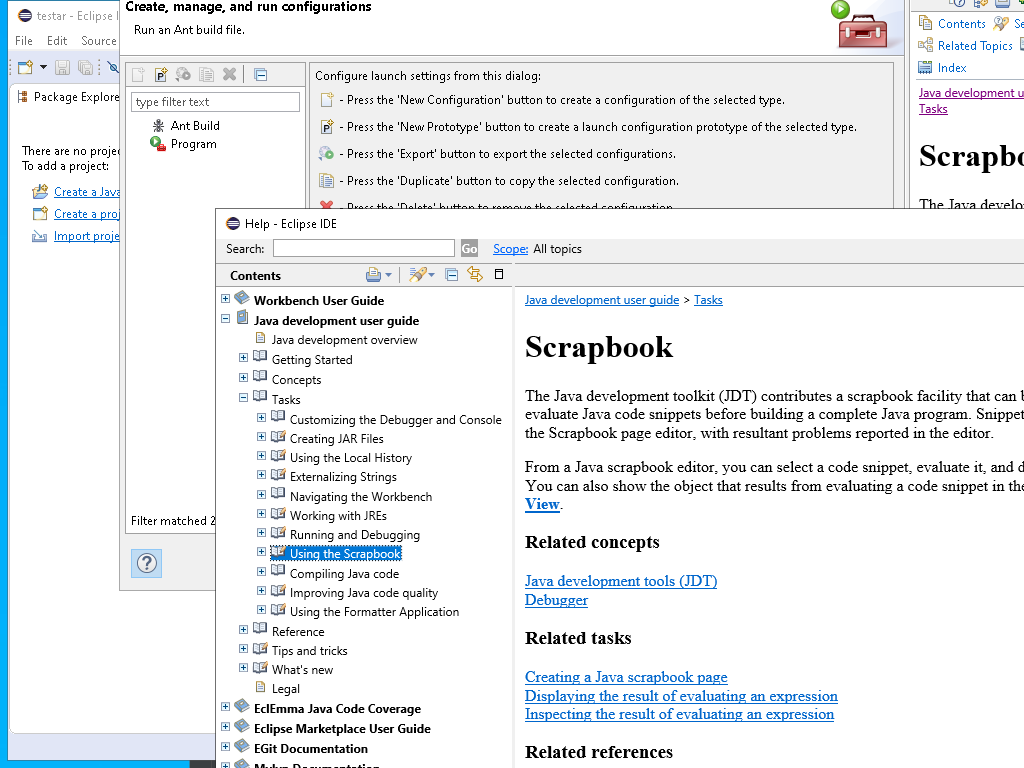 testar - Eclipse I
File Edit Source
Package Explore
There are no projec
To add a project:
Create a Java
Create a proj
Import proje
Create, manage, and run configurations
Run an Ant build file.
type filter text
Ant Build
Program
Filter matched 2
Configure launch settings from this dialog:
- Press the 'New Configuration' button to create a configuration of the selected type.
- Press the 'New Prototype' button to create a launch configuration prototype of the selected type.
- Press the 'Export' button to export the selected configurations.
- Press the 'Duplicate' button to copy the selected configuration.
- Press the 'Delete' button to remove the selected configuration.
Contents Se
Related Topics
Index
Java development u
Tasks
Scrapbo
The Java develo
Help - Eclipse IDE
Search: Go Scope: All topics
Contents
Workbench User Guide
Java development user guide
Java development overview
Getting Started
Concepts
Tasks
Customizing the Debugger and Console
Creating JAR Files
Using the Local History
Externalizing Strings
Navigating the Workbench
Working with JREs
Running and Debugging
Using the Scrapbook
Compiling Java code
Improving Java code quality
Using the Formatter Application
Reference
Tips and tricks
What's new
Legal
EclEmma Java Code Coverage
Eclipse Marketplace User Guide
EGit Documentation
Mylyn Documentation
Java development user guide > Tasks
Scrapbook
The Java development toolkit (JDT) contributes a scrapbook facility that can b
evaluate Java code snippets before building a complete Java program. Snippet
the Scrapbook page editor, with resultant problems reported in the editor.
From a Java scrapbook editor, you can select a code snippet, evaluate it, and d
You can also show the object that results from evaluating a code snippet in the
View.
Related concepts
Java development tools (JDT)
Debugger
Related tasks
Creating a Java scrapbook page
Displaying the result of evaluating an expression
Inspecting the result of evaluating an expression
Related references